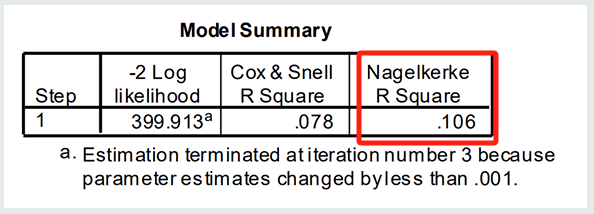 Model Summary
-2 Log Cox & Snell Nagelkerke
Step likelihood R Square R Square
1 399.913a .078 .106
a. Estimation terminated at iteration number 3 because
parameter estimates changed by less than .001.